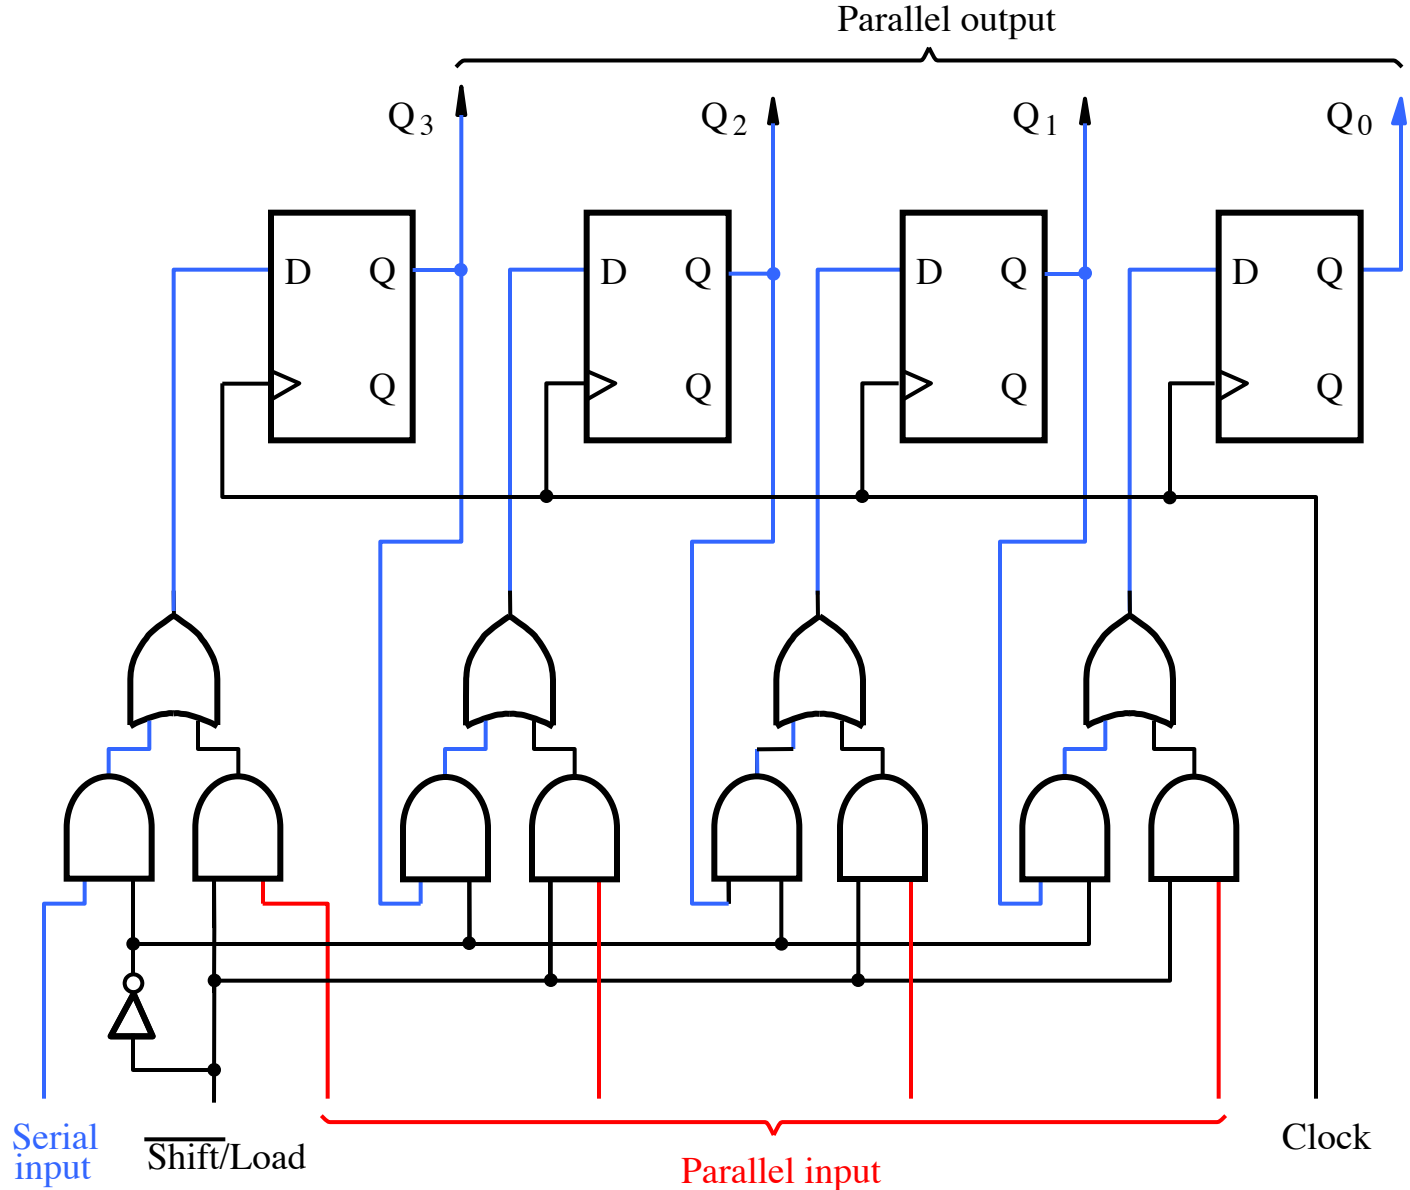 Parallel output
Q3 Q2 Q1 Q0
D Q D Q D Q D Q
Q Q Q Q
Serial
input
Shift/Load
Parallel input
Clock